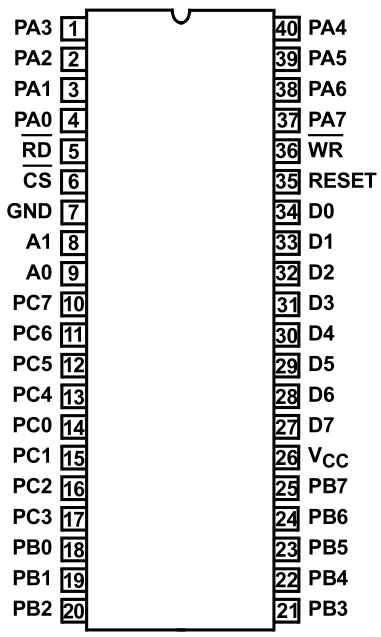 PA3 1 40 PA4
PA2 2 39 PA5
PA1 3 38 PA6
PA0 4 37 PA7
RD 5 36 WR
CS 6 35 RESET
GND 7 34 D0
A1 8 33 D1
A0 9 32 D2
PC7 10 31 D3
PC6 11 30 D4
PC5 12 29 D5
PC4 13 28 D6
PC0 14 27 D7
PC1 15 26 VCC
PC2 16 25 PB7
PC3 17 24 PB6
PB0 18 23 PB5
PB1 19 22 PB4
PB2 20 21 PB3